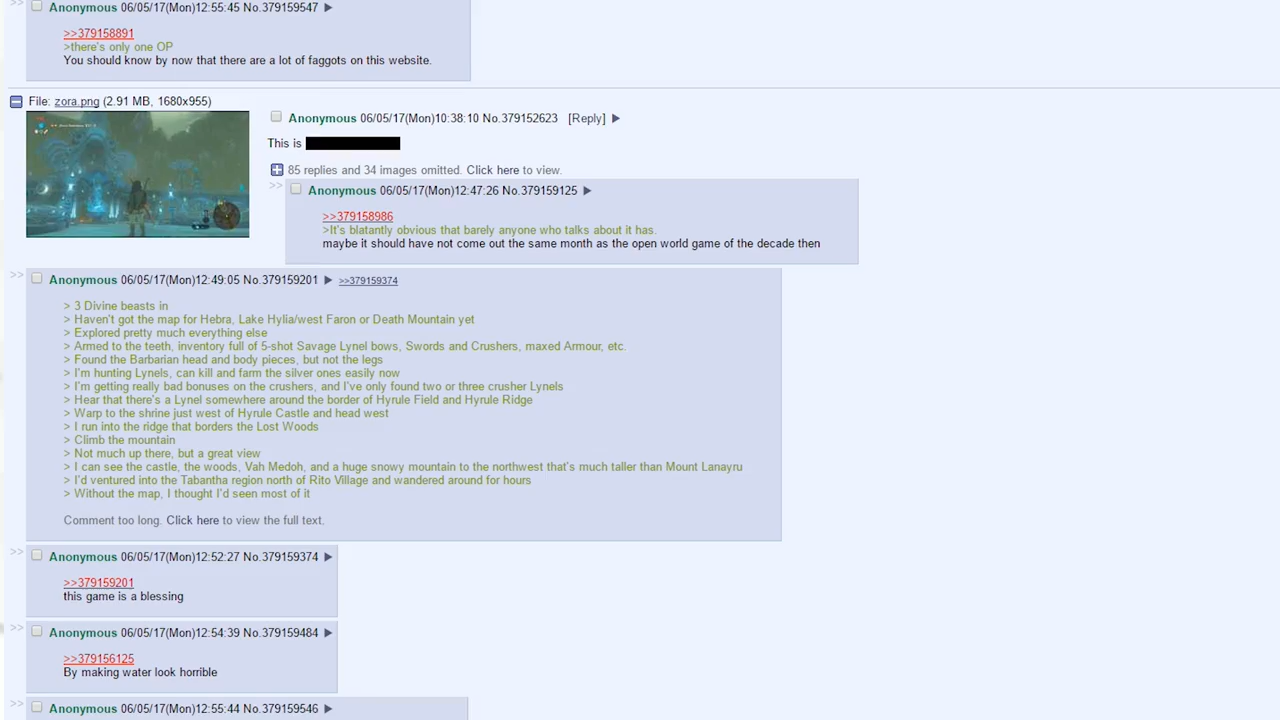 >> Anonymous 06/05/17(Mon)12:55:45 No.379159547 ▶
>>379158891
>there's only one OP
You should know by now that there are a lot of faggots on this website.
File: zora.png (2.91 MB, 1680x955)
Anonymous 06/05/17(Mon)10:38:10 No.379152623 [Reply] ▶
This is
85 replies and 34 images omitted. Click here to view.
>> Anonymous 06/05/17(Mon)12:47:26 No.379159125 ▶
>>379158986
>It's blatantly obvious that barely anyone who talks about it has.
maybe it should have not come out the same month as the open world game of the decade then
>> Anonymous 06/05/17(Mon)12:49:05 No.379159201 ▶ >>379159374
> 3 Divine beasts in
> Haven't got the map for Hebra, Lake Hylia/west Faron or Death Mountain yet
> Explored pretty much everything else
> Armed to the teeth, inventory full of 5-shot Savage Lynel bows, Swords and Crushers, maxed Armour, etc.
> Found the Barbarian head and body pieces, but not the legs
> I'm hunting Lynels, can kill and farm the silver ones easily now
> I'm getting really bad bonuses on the crushers, and I've only found two or three crusher Lynels
> Hear that there's a Lynel somewhere around the border of Hyrule Field and Hyrule Ridge
> Warp to the shrine just west of Hyrule Castle and head west
> I run into the ridge that borders the Lost Woods
> Climb the mountain
> Not much up there, but a great view
> I can see the castle, the woods, Vah Medoh, and a huge snowy mountain to the northwest that's much taller than Mount Lanayru
> I'd ventured into the Tabantha region north of Rito Village and wandered around for hours
> Without the map, I thought I'd seen most of it
Comment too long. Click here to view the full text.
>> Anonymous 06/05/17(Mon)12:52:27 No.379159374 ▶
>>379159201
this game is a blessing
>> Anonymous 06/05/17(Mon)12:54:39 No.379159484 ▶
>>379156125
By making water look horrible
>> Anonymous 06/05/17(Mon)12:55:44 No.379159546 ▶